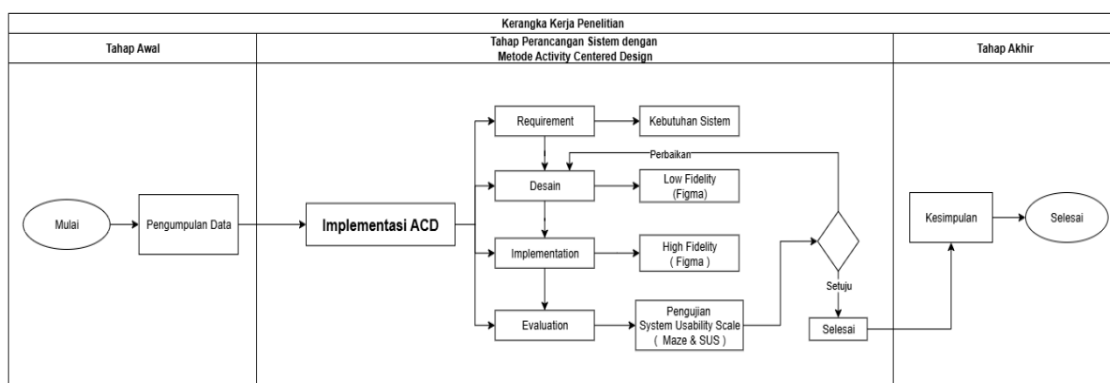 Kerangka Kerja Penelitian
Tahap Awal
Tahap Perancangan Sistem dengan
Metode Activity Centered Design
Tahap Akhir
Mulai
Pengumpulan Data
Implementasi ACD
Requirement
Kebutuhan Sistem
Perbaikan
Desain
Low Fidelity
(Figma)
Implementation
High Fidelity
( Figma )
Evaluation
Pengujian
System Usability Scale
( Maze & SUS )
Setuju
Selesai
Kesimpulan
Selesai